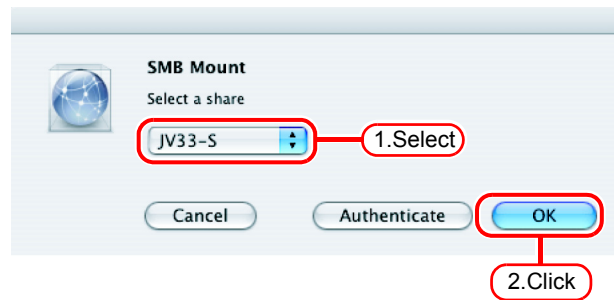 SMB Mount
Select a share
JV33-S
1.Select
Cancel
Authenticate
OK
2.Click